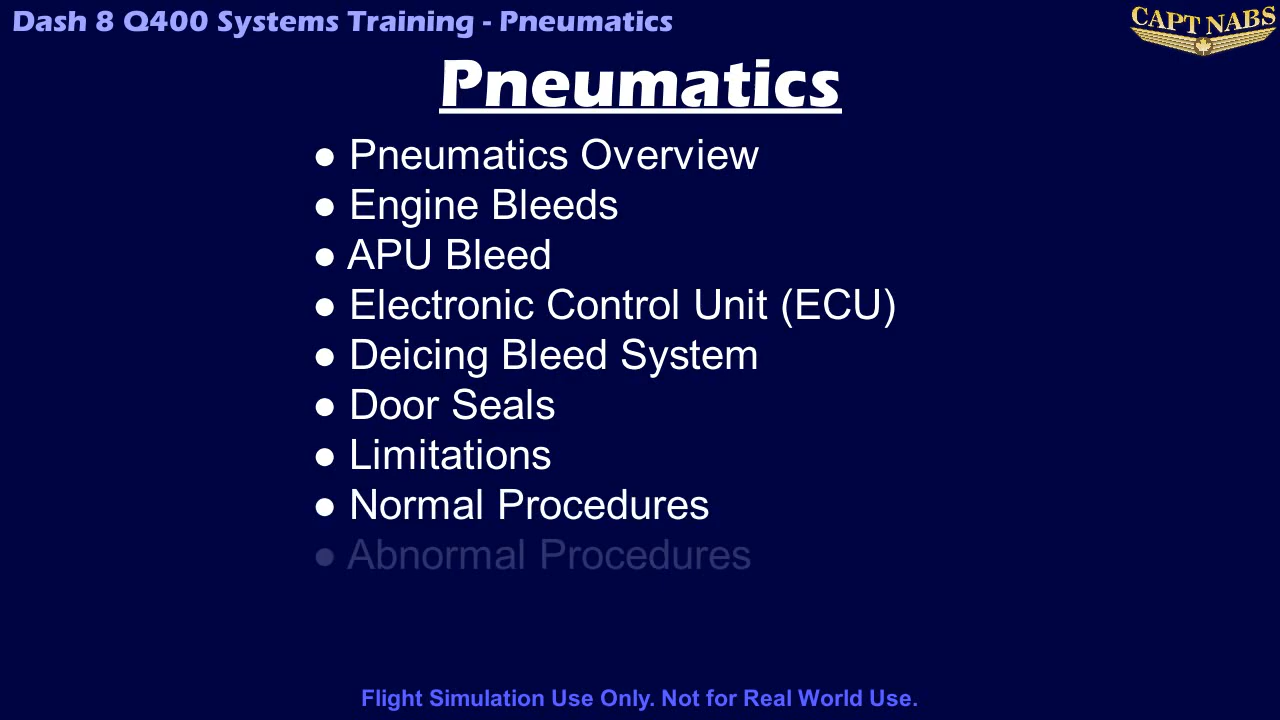 Dash 8 Q400 Systems Training - Pneumatics
CAPT NABS
Pneumatics
● Pneumatics Overview
● Engine Bleeds
● APU Bleed
● Electronic Control Unit (ECU)
● Deicing Bleed System
● Door Seals
● Limitations
● Normal Procedures
● Abnormal Procedures
Flight Simulation Use Only. Not for Real World Use.